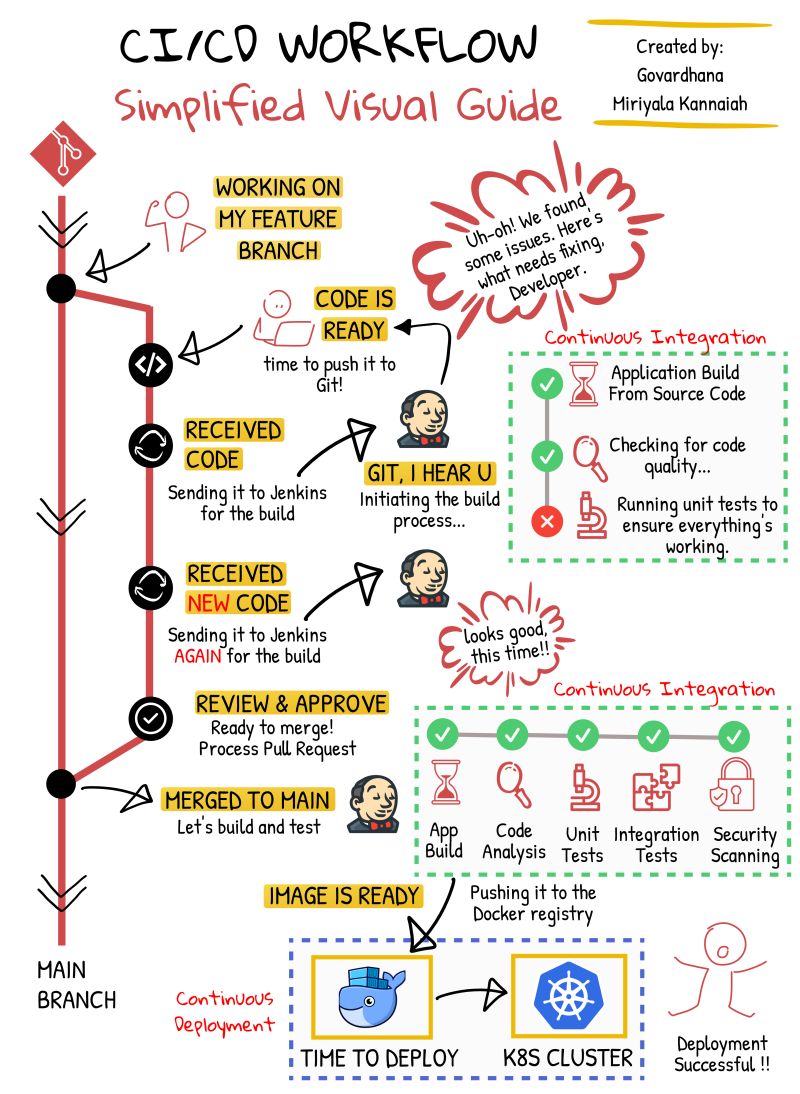 CI/CD WORKFLOW
Simplified Visual Guide
Created by:
Govardhana
Miriyala Kannaiah
WORKING ON
MY FEATURE
BRANCH
Uh-oh! We found,
some issues. Here's
what needs fixing,
Developer.
CODE IS
READY
time to push it to
Git!
Continuous Integration
Application Build
From Source Code
Checking for code
quality...
Running unit tests to
ensure everything's
working.
</>
RECEIVED
CODE
Sending it to Jenkins
for the build
GIT, I HEAR U
Initiating the build
process...
RECEIVED
NEW CODE
Sending it to Jenkins
AGAIN for the build
looks good,
this time!!
Continuous Integration
App
Build
Code
Analysis
Unit
Tests
Integration
Tests
Security
Scanning
REVIEW & APPROVE
Ready to merge!
Process Pull Request
MERGED TO MAIN
Let's build and test
IMAGE IS READY
Pushing it to the
Docker registry
MAIN
BRANCH
Continuous
Deployment
TIME TO DEPLOY
K8S CLUSTER
Deployment
Successful !!